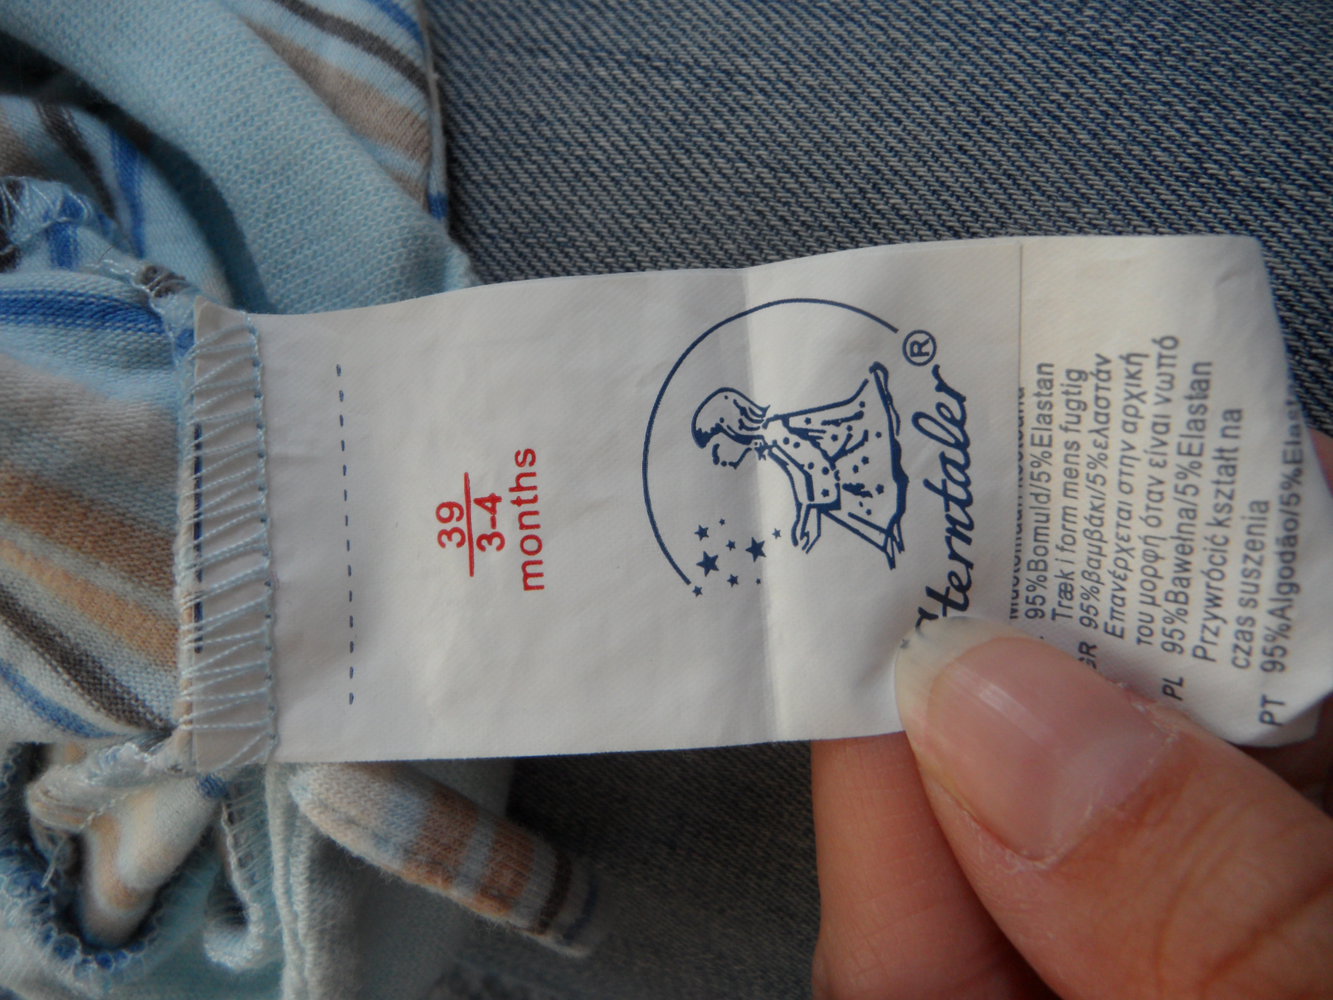 39
3-4
months
®
Sterntaler
95%Bomuld/5%Elastan
Træk i form mens fugtig
GR 95%βαμβάκι/5%ελαστάν
Επανέρχεται στην αρχική
του μορφή όταν είναι νωπό
PL 95%Bawełna/5%Elastan
Przywrócić kształt na
czas suszenia
PT 95%Algodão/5%Elast